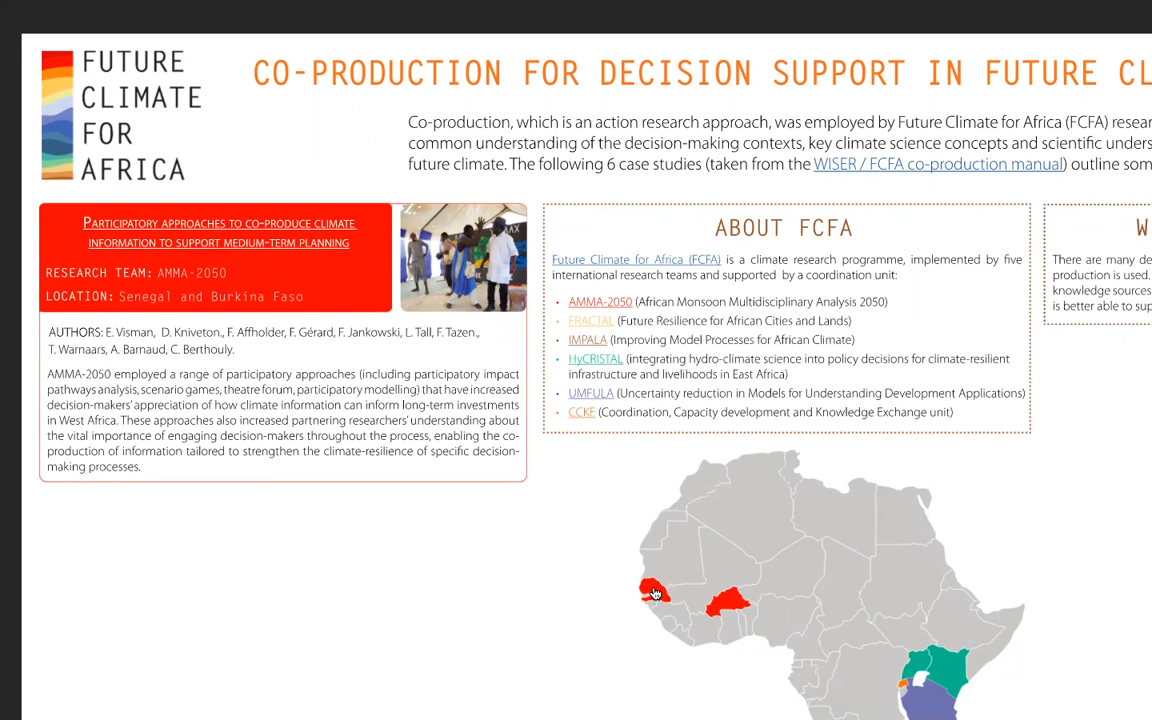 FUTURE
CLIMATE
FOR
AFRICA
CO-PRODUCTION FOR DECISION SUPPORT IN FUTURE CL
Co-production, which is an action research approach, was employed by Future Climate for Africa (FCFA) resear
common understanding of the decision-making contexts, key climate science concepts and scientific unders
future climate. The following 6 case studies (taken from the WISER / FCFA co-production manual) outline som
PARTICIPATORY APPROACHES TO CO-PRODUCE CLIMATE
INFORMATION TO SUPPORT MEDIUM-TERM PLANNING
RESEARCH TEAM: AMMA-2050
LOCATION: Senegal and Burkina Faso
AUTHORS: E. Visman, D. Kniveton., F. Affholder, F. Gérard, F. Jankowski, L. Tall, F. Tazen.,
T. Warnaars, A. Barnaud, C. Berthouly.
AMMA-2050 employed a range of participatory approaches (including participatory impact
pathways analysis, scenario games, theatre forum, participatory modelling) that have increased
decision-makers' appreciation of how climate information can inform long-term investments
in West Africa. These approaches also increased partnering researchers' understanding about
the vital importance of engaging decision-makers throughout the process, enabling the co-
production of information tailored to strengthen the climate-resilience of specific decision-
making processes.
ABOUT FCFA
Future Climate for Africa (FCFA) is a climate research programme, implemented by five
international research teams and supported by a coordination unit:
• AMMA-2050 (African Monsoon Multidisciplinary Analysis 2050)
• FRACTAL (Future Resilience for African Cities and Lands)
• IMPALA (Improving Model Processes for African Climate)
• HyCRISTAL (integrating hydro-climate science into policy decisions for climate-resilient
infrastructure and livelihoods in East Africa)
• UMFULA (Uncertainty reduction in Models for Understanding Development Applications)
• CCKE (Coordination, Capacity development and Knowledge Exchange unit)
W
There are many de
production is used.
knowledge sources
is better able to sup